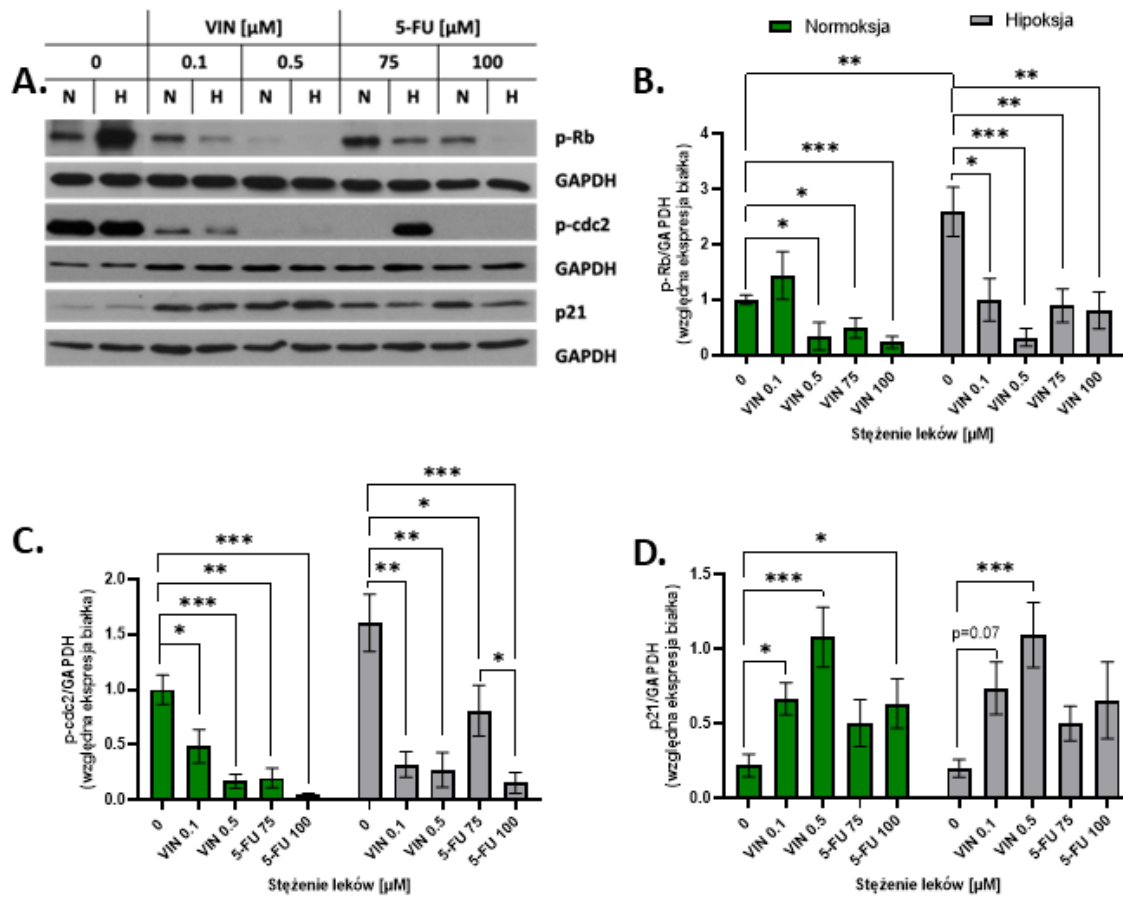 A.
VIN [µM] 5-FU [µM]
0 0.1 0.5 75 100
N H N H N H N H N H
p-Rb
GAPDH
p-cdc2
GAPDH
p21
GAPDH
Normoksja Hipoksja
B.
** **
**
*** ***
* *
*
p-Rb/GAPDH
(względna ekspresja białka)
4
3
2
1
0
0 VIN 0.1 VIN 0.5 VIN 75 VIN 100 0 VIN 0.1 VIN 0.5 VIN 75 VIN 100
Stężenie leków [µM]
C.
***
*
*** **
** **
***
* *
p-cdc2/GAPDH
(względna ekspresja białka)
2.0
1.5
1.0
0.5
0.0
0 VIN 0.1 VIN 0.5 5-FU 75 5-FU 100 0 VIN 0.1 VIN 0.5 5-FU 75 5-FU 100
Stężenie leków [µM]
D.
*
*** ***
* p=0.07
p21/GAPDH
(względna ekspresja białka)
1.5
1.0
0.5
0.0
0 VIN 0.1 VIN 0.5 5-FU 75 5-FU 100 0 VIN 0.1 VIN 0.5 5-FU 75 5-FU 100
Stężenie leków [µM]